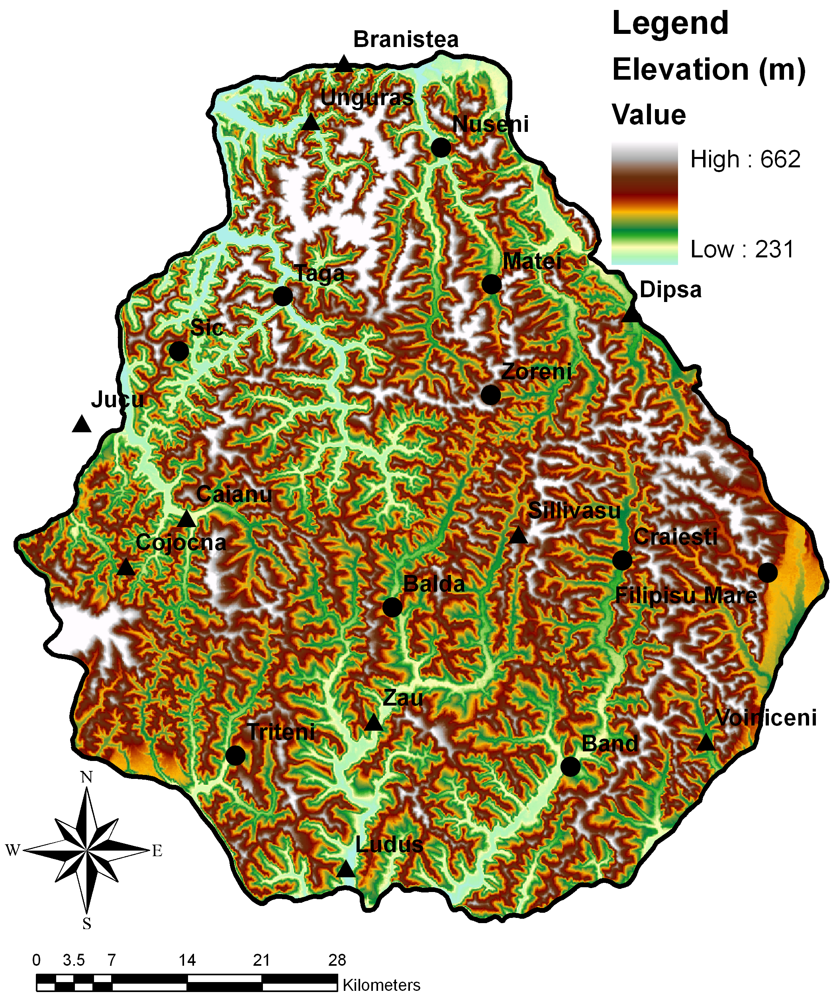 Legend
Elevation (m)
Value
High : 662
Low : 231
Branistea
Unguras
Nuseni
Matei
Taga
Dipsa
Sic
Zoreni
Jucu
Caianu
Sillivasu
Craiesti
Cojocna
Balda
Filipisu Mare
Zau
Voiniceni
Triteni
Band
Ludus
N
W
E
S
0 3.5 7 14 21 28
Kilometers